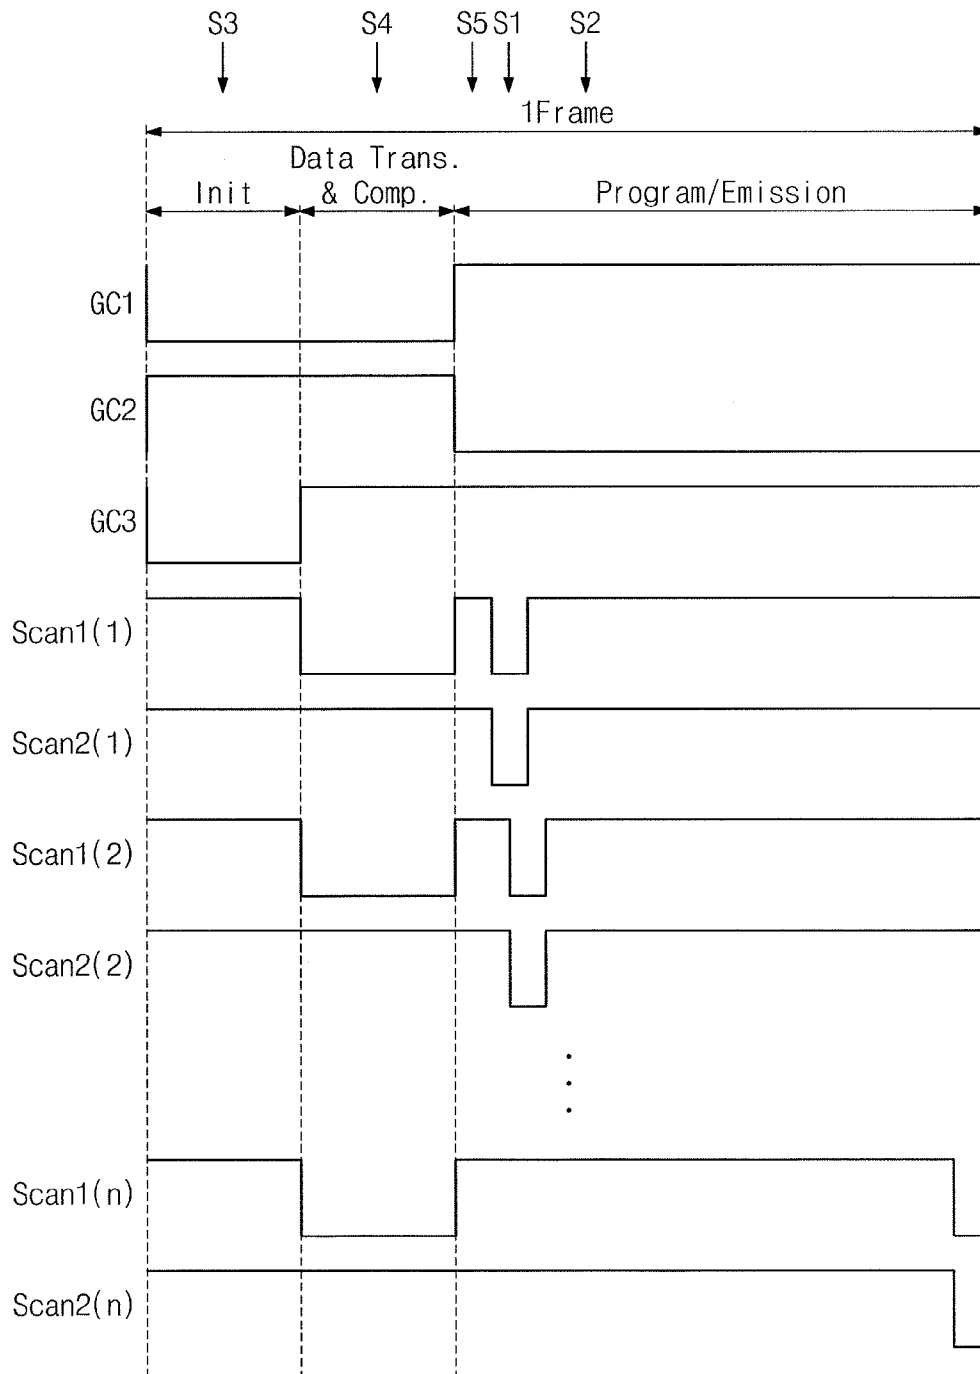 S3 S4 S5 S1 S2
1Frame
Data Trans.
Init & Comp. Program/Emission
GC1
GC2
GC3
Scan1(1)
Scan2(1)
Scan1(2)
Scan2(2)
Scan1(n)
Scan2(n)